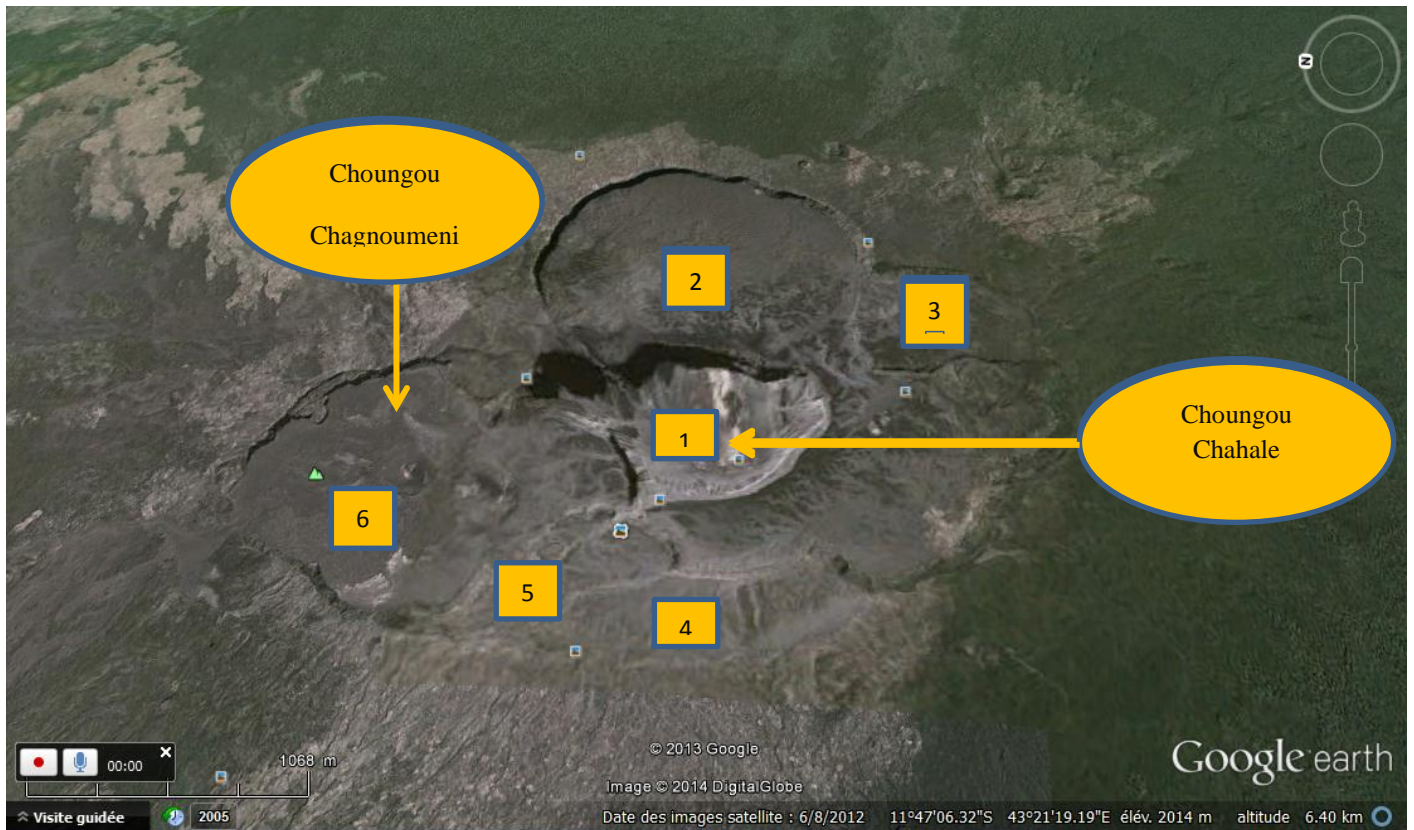 N
Choungou
Chagnoumeni
2
3
1
Choungou
Chahale
6
5
4
00:00
1068 m
© 2013 Google
Image © 2014 DigitalGlobe
Google earth
Visite guidée
2005
Date des images satellite : 6/8/2012 11°47'06.32"S 43°21'19.19"E élév. 2014 m altitude 6.40 km